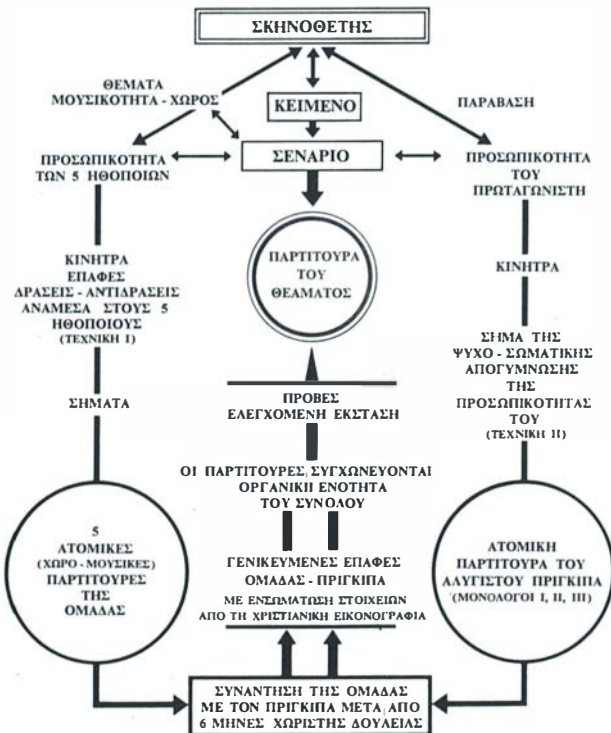 ΣΚΗΝΟΘΕΤΗΣ
ΘΕΜΑΤΑ
ΜΟΥΣΙΚΟΤΗΤΑ - ΧΩΡΟΣ
ΚΕΙΜΕΝΟ
ΠΑΡΑΒΑΣΗ
ΣΕΝΑΡΙΟ
ΠΡΟΣΩΠΙΚΟΤΗΤΑ
ΤΩΝ 5 ΗΘΟΠΟΙΩΝ
ΠΡΟΣΩΠΙΚΟΤΗΤΑ
ΤΟΥ
ΠΡΩΤΑΓΩΝΙΣΤΗ
ΠΑΡΤΙΤΟΥΡΑ
ΤΟΥ
ΘΕΑΜΑΤΟΣ
ΚΙΝΗΤΡΑ
ΕΠΑΦΕΣ
ΔΡΑΣΕΙΣ - ΑΝΤΙΔΡΑΣΕΙΣ
ΑΝΑΜΕΣΑ ΣΤΟΥΣ 5
ΗΘΟΠΟΙΟΥΣ
(ΤΕΧΝΙΚΗ Ι)
ΚΙΝΗΤΡΑ
ΣΗΜΑ ΤΗΣ
ΨΥΧΟ - ΣΩΜΑΤΙΚΗΣ
ΑΠΟΓΥΜΝΩΣΗΣ
ΤΗΣ
ΠΡΟΣΩΠΙΚΟΤΗΤΑΣ
ΤΟΥ
(ΤΕΧΝΙΚΗ ΙΙ)
ΣΗΜΑΤΑ
ΠΡΟΒΕΣ
ΕΛΕΓΧΟΜΕΝΗ ΕΚΣΤΑΣΗ
ΟΙ ΠΑΡΤΙΤΟΥΡΕΣ ΣΥΓΧΩΝΕΥΟΝΤΑΙ
ΟΡΓΑΝΙΚΗ ΕΝΟΤΗΤΑ
ΤΟΥ ΣΥΝΟΛΟΥ
5
ΑΤΟΜΙΚΕΣ
(ΧΩΡΟ - ΜΟΥΣΙΚΕΣ)
ΠΑΡΤΙΤΟΥΡΕΣ
ΤΗΣ
ΟΜΑΔΑΣ
ΓΕΝΙΚΕΥΜΕΝΕΣ ΕΠΑΦΕΣ
ΟΜΑΔΑΣ - ΠΡΙΓΚΙΠΑ
ΜΕ ΕΝΣΩΜΑΤΩΣΗ ΣΤΟΙΧΕΙΩΝ
ΑΠΟ ΤΗ ΧΡΙΣΤΙΑΝΙΚΗ ΕΙΚΟΝΟΓΡΑΦΙΑ
ΑΤΟΜΙΚΗ
ΠΑΡΤΙΤΟΥΡΑ ΤΟΥ
ΑΛΥΓΙΣΤΟΥ ΠΡΙΓΚΙΠΑ
(ΜΟΝΟΛΟΓΟΙ Ι, ΙΙ, ΙΙΙ)
ΣΥΝΑΝΤΗΣΗ ΤΗΣ ΟΜΑΔΑΣ
ΜΕ ΤΟΝ ΠΡΙΓΚΙΠΑ ΜΕΤΑ ΑΠΟ
6 ΜΗΝΕΣ ΧΩΡΙΣΤΗΣ ΔΟΥΛΕΙΑΣ